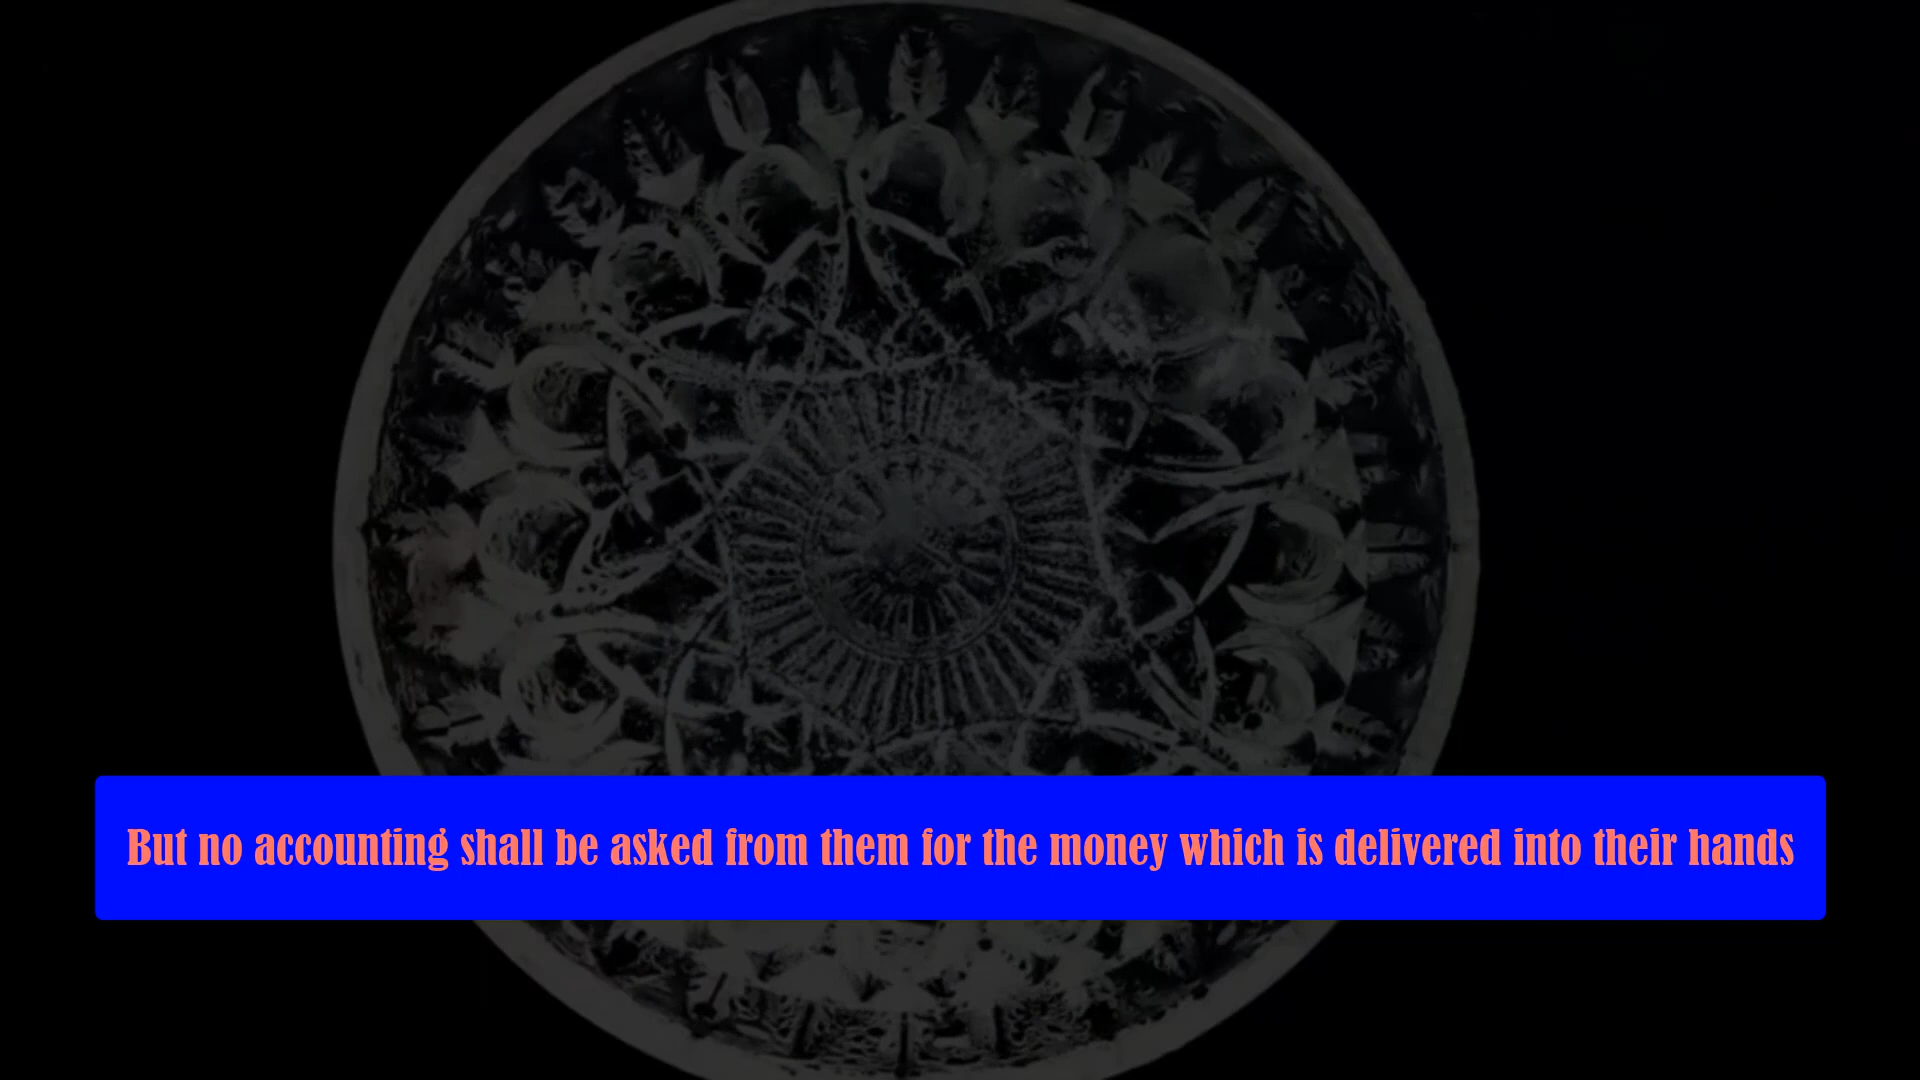 But no accounting shall be asked from them for the money which is delivered into their hands